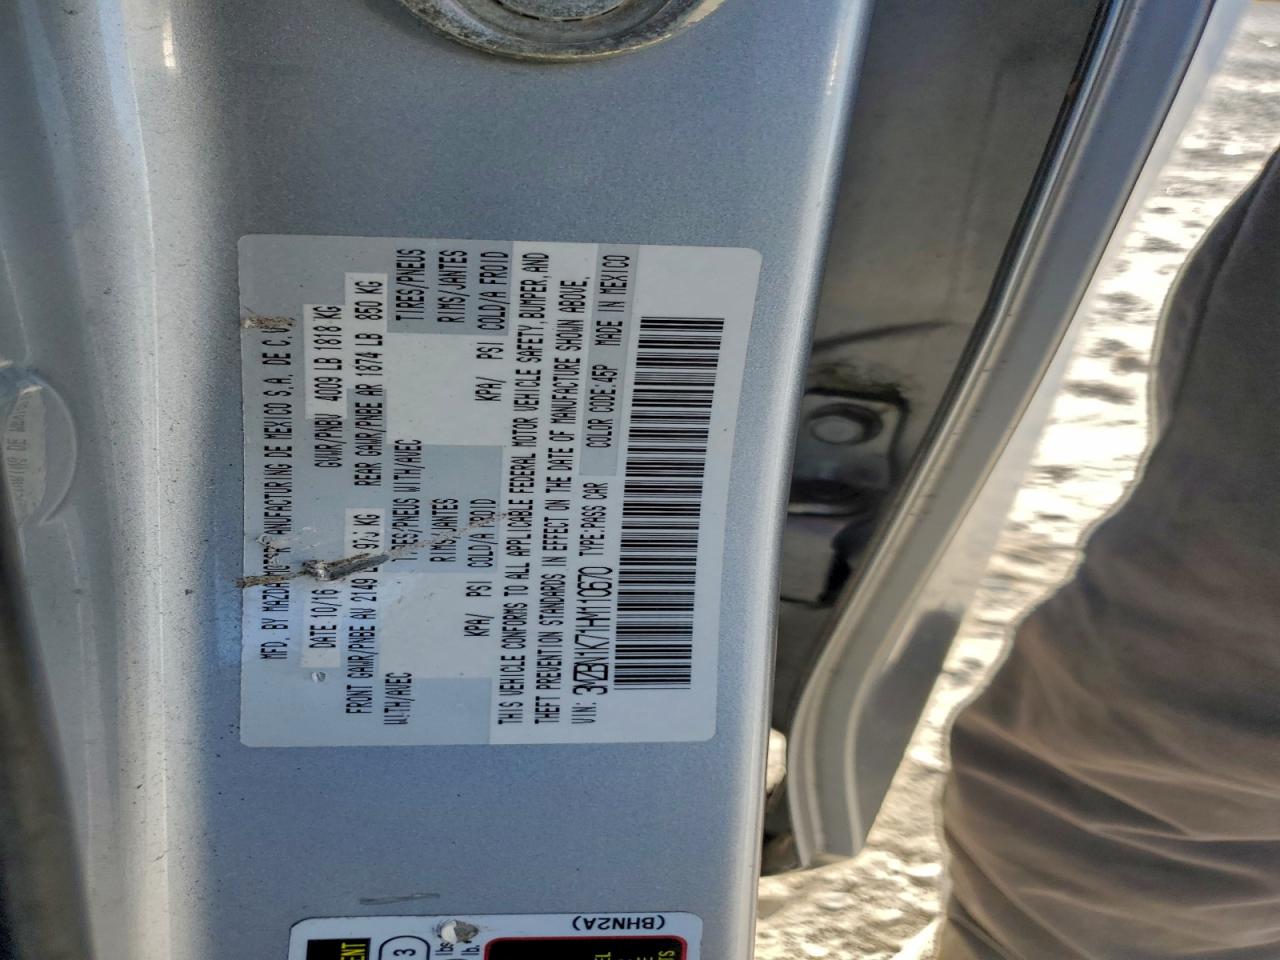 MFD. BY MAZDA MOTOR MANUFACTURING DE MEXICO S.A. DE C.V.
DATE 10/16 GVWR/PNBV 4009 LB 1818 KG
FRONT GAWR/PNBE AV 2149 KG REAR GAWR/PNBE AR 1874 LB 850 KG
WITH/AVEC TIRES/PNEUS WITH/AVEC TIRES/PNEUS
RIMS/JANTES RIMS/JANTES
KPA/ PSI COLD/A FROID KPA/ PSI COLD/A FROID
THIS VEHICLE CONFORMS TO ALL APPLICABLE FEDERAL MOTOR VEHICLE SAFETY, BUMPER, AND
THEFT PREVENTION STANDARDS IN EFFECT ON THE DATE OF MANUFACTURE SHOWN ABOVE.
VIN: 3MZBN1K71HM110670 TYPE:PASS CAR COLOR CODE:45P MADE IN MEXICO
(BHN2A)
3
lbs
lb.